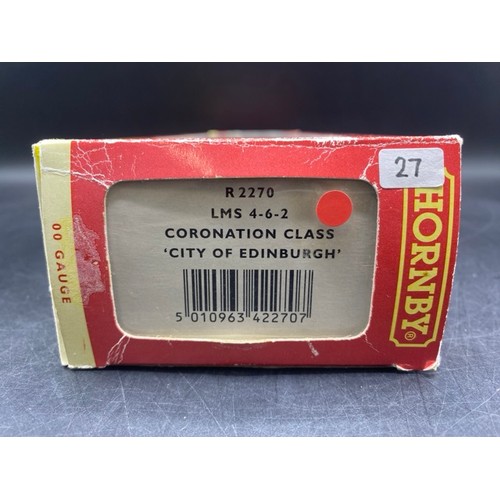 27
R 2270
LMS 4-6-2
CORONATION CLASS
'CITY OF EDINBURGH'
5 010963 422707
00 GAUGE
HORNBY®